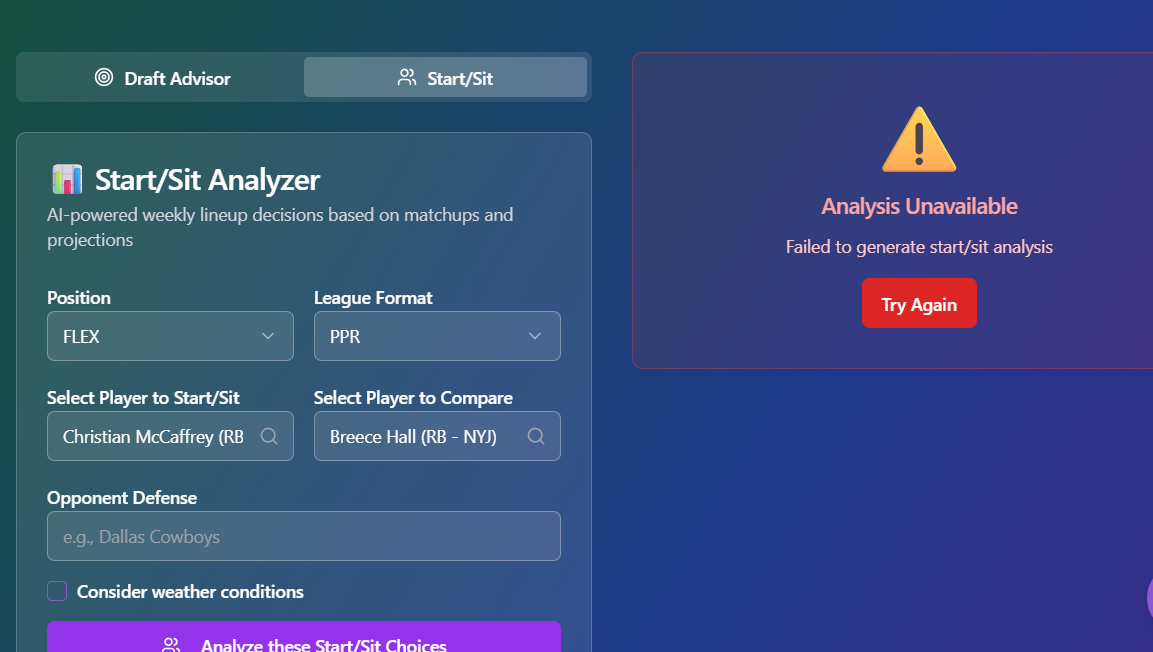 Draft Advisor
Start/Sit
Start/Sit Analyzer
AI-powered weekly lineup decisions based on matchups and
projections
Position
League Format
FLEX
PPR
Select Player to Start/Sit
Select Player to Compare
Christian McCaffrey (RB
Breece Hall (RB - NYJ)
Opponent Defense
e.g., Dallas Cowboys
Consider weather conditions
Analyze these Start/Sit Choices
Analysis Unavailable
Failed to generate start/sit analysis
Try Again